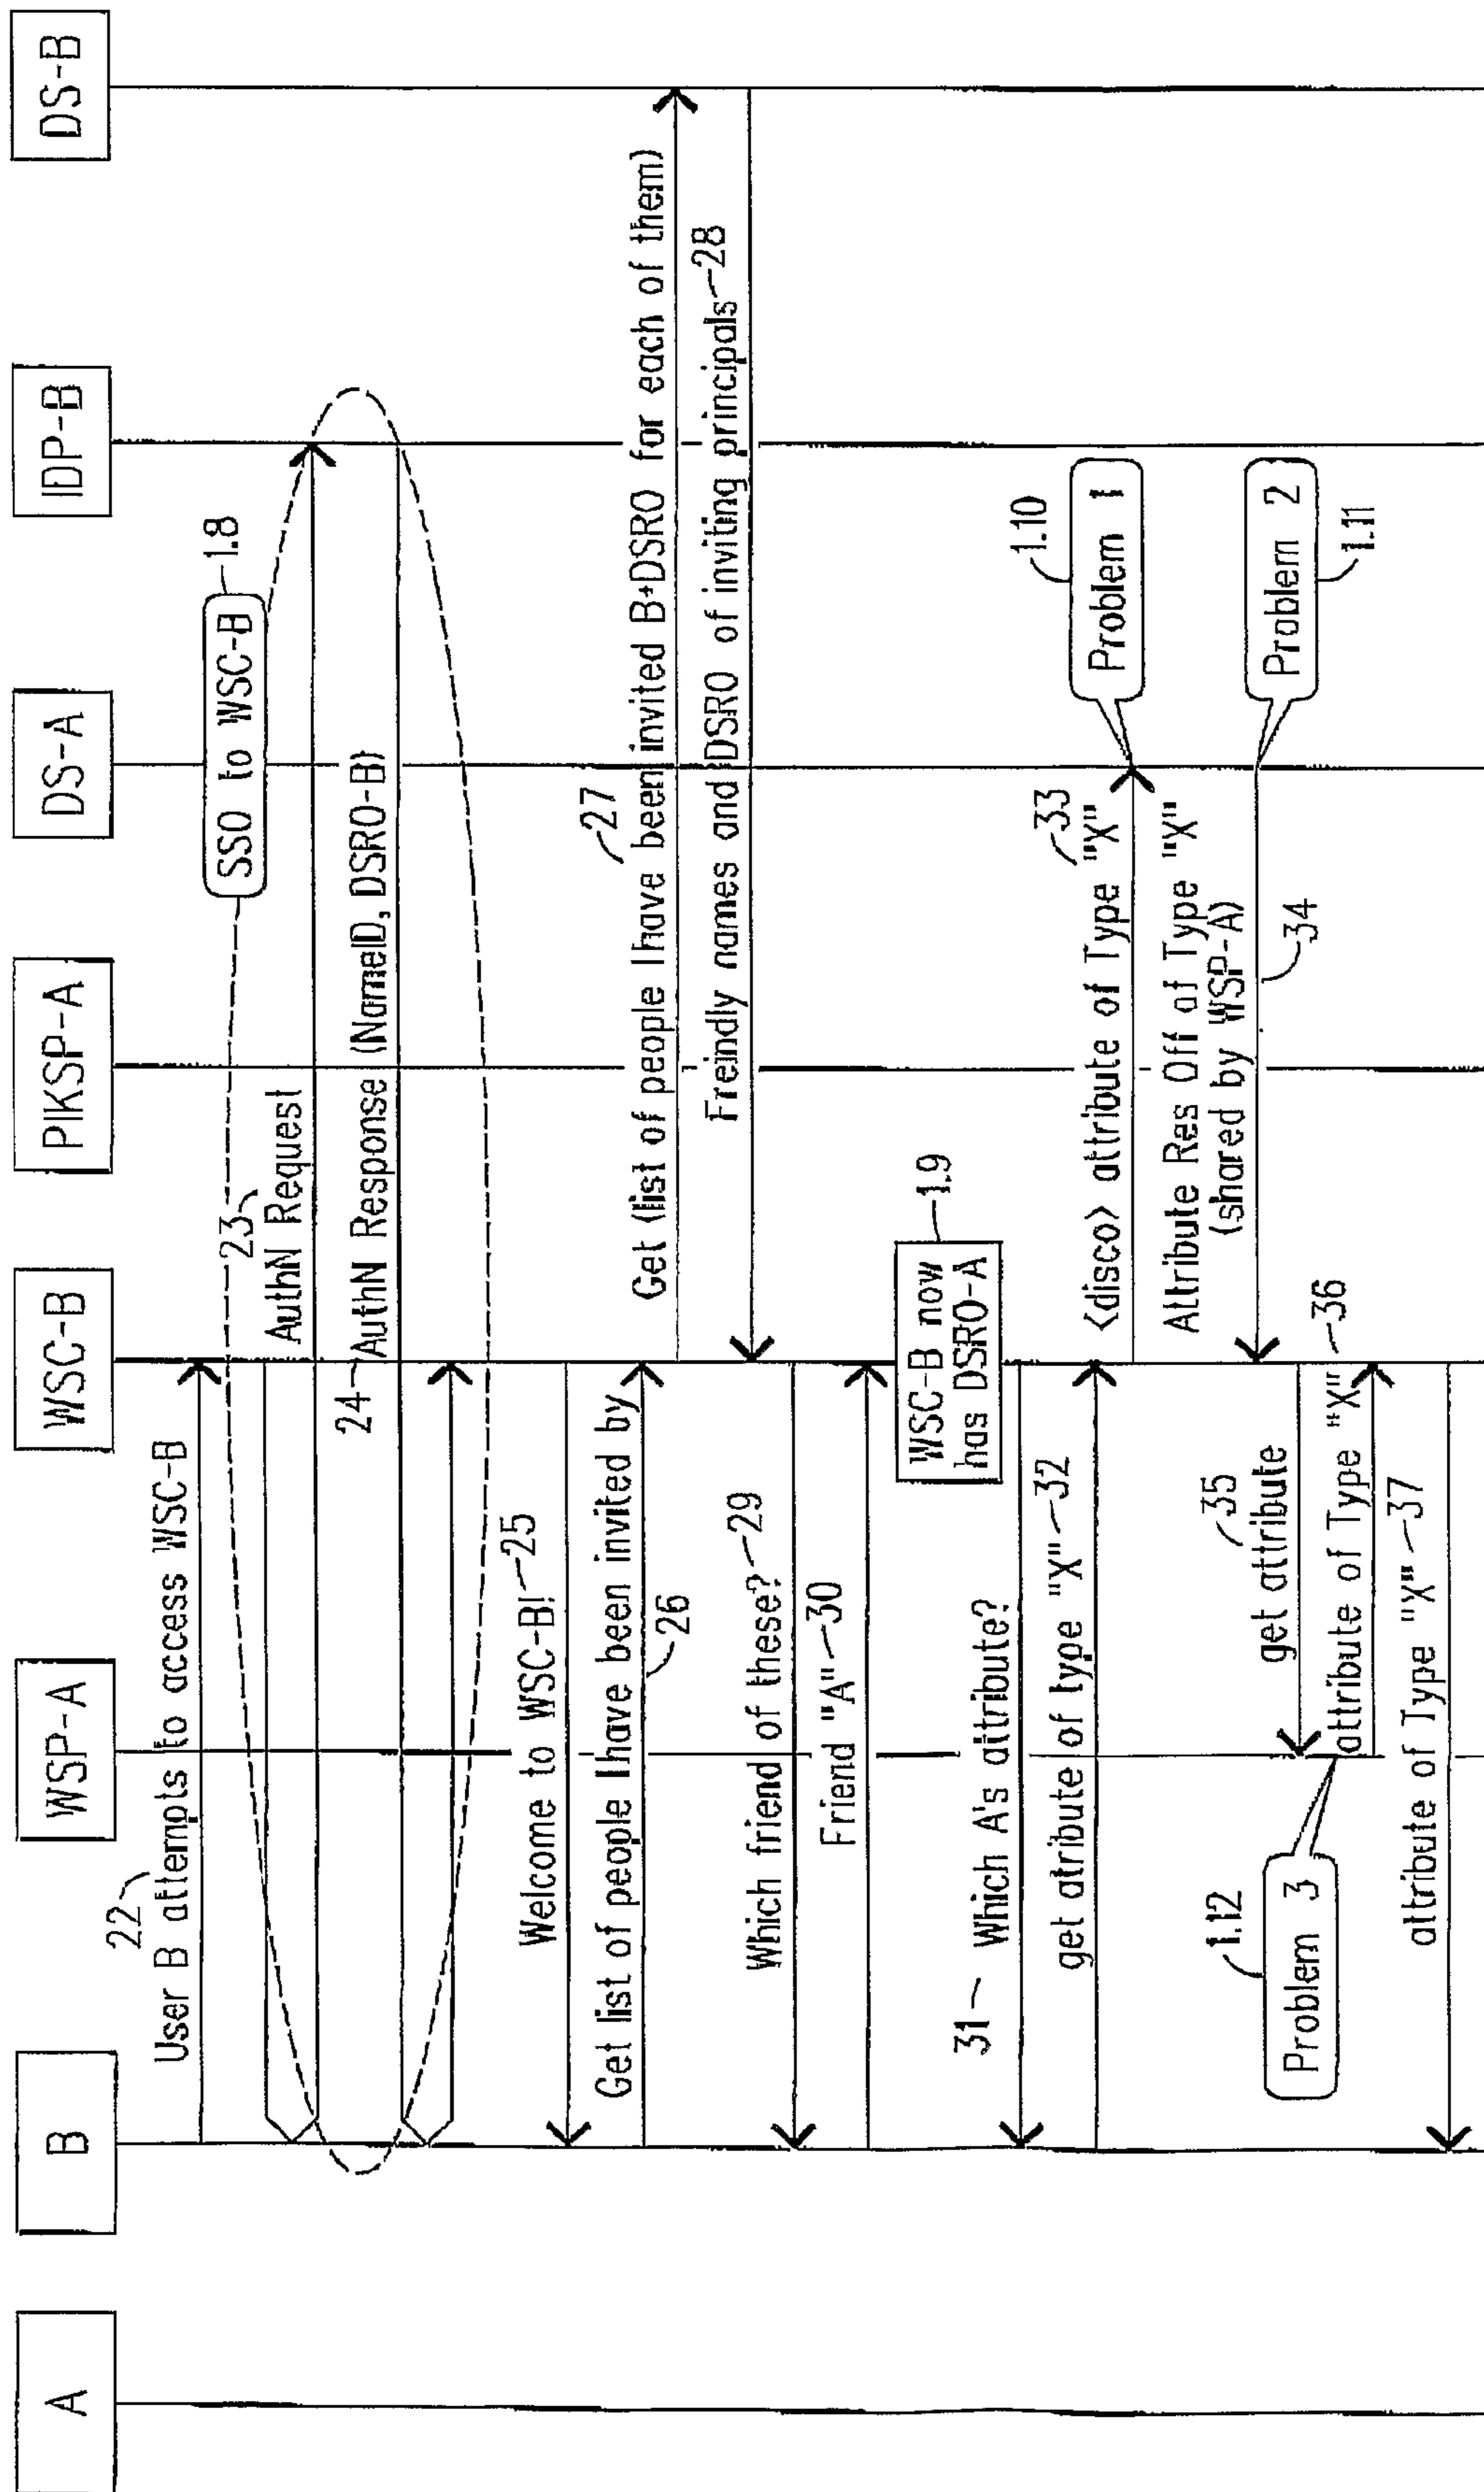 A
B
WSP-A
WSC-B
PIKSP-A
DS-A
IDP-B
DS-B
22
User B attempts to access WSC-B
SSO to WSC-B
1.8
23
AuthN Request
24
AuthN Response (NameID, DSRO-B)
Welcome to WSC-B!
25
Get list of people I have been invited by
26
27
Get (list of people I have been invited B+DSRO for each of them)
Freindly names and DSRO of inviting principals
28
Which friend of these?
29
Friend "A"
30
WSC-B now
has DSRO-A
1.9
31
Which A's attribute?
get atribute of type "X"
32
33
<disco> attribute of Type "X"
1.10
Problem 1
Attribute Res Off of Type "X"
(shared by WSP-A)
34
Problem 2
1.11
35
get attribute
36
attribute of Type "X"
1.12
Problem 3
attribute of Type "X"
37